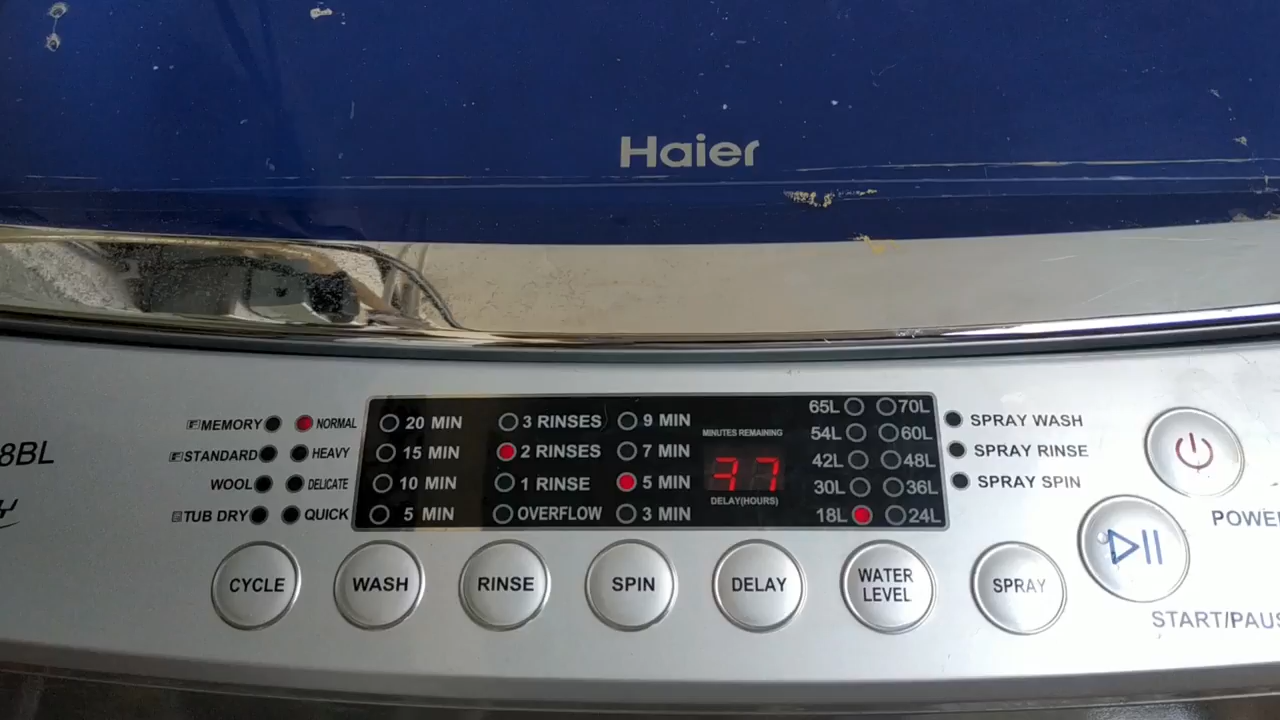 Haier
8BL
MEMORY NORMAL
STANDARD HEAVY
WOOL DELICATE
TUB DRY QUICK
20 MIN 3 RINSES 9 MIN
15 MIN 2 RINSES 7 MIN
10 MIN 1 RINSE 5 MIN
5 MIN OVERFLOW 3 MIN
MINUTES REMAINING
37
DELAY(HOURS)
65L 70L
54L 60L
42L 48L
30L 36L
18L 24L
SPRAY WASH
SPRAY RINSE
SPRAY SPIN
POWE
START/PAUS
CYCLE
WASH
RINSE
SPIN
DELAY
WATER
LEVEL
SPRAY